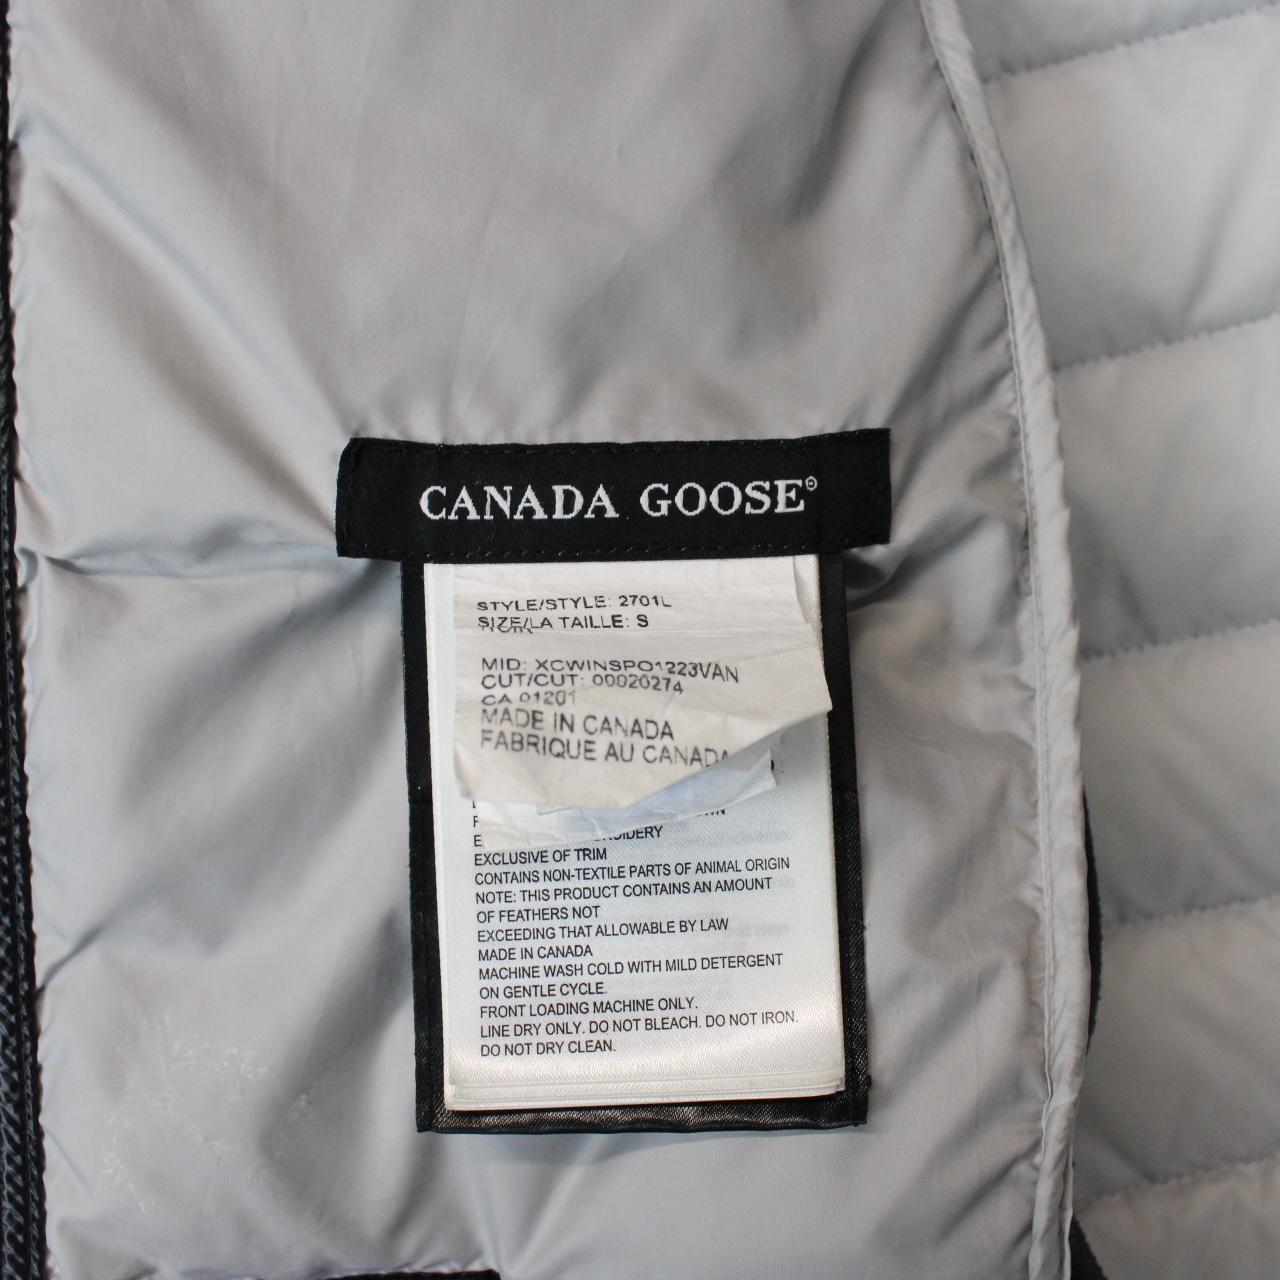 CANADA GOOSE®
STYLE/STYLE: 2701L
SIZE/LA TAILLE: S
MID: XCWINSPO1223VAN
CUT/CUT: 00020274
CA 01201
MADE IN CANADA
FABRIQUE AU CANADA
EXCLUSIVE OF TRIM
CONTAINS NON-TEXTILE PARTS OF ANIMAL ORIGIN
NOTE: THIS PRODUCT CONTAINS AN AMOUNT
OF FEATHERS NOT
EXCEEDING THAT ALLOWABLE BY LAW
MADE IN CANADA
MACHINE WASH COLD WITH MILD DETERGENT
ON GENTLE CYCLE.
FRONT LOADING MACHINE ONLY.
LINE DRY ONLY. DO NOT BLEACH. DO NOT IRON.
DO NOT DRY CLEAN.